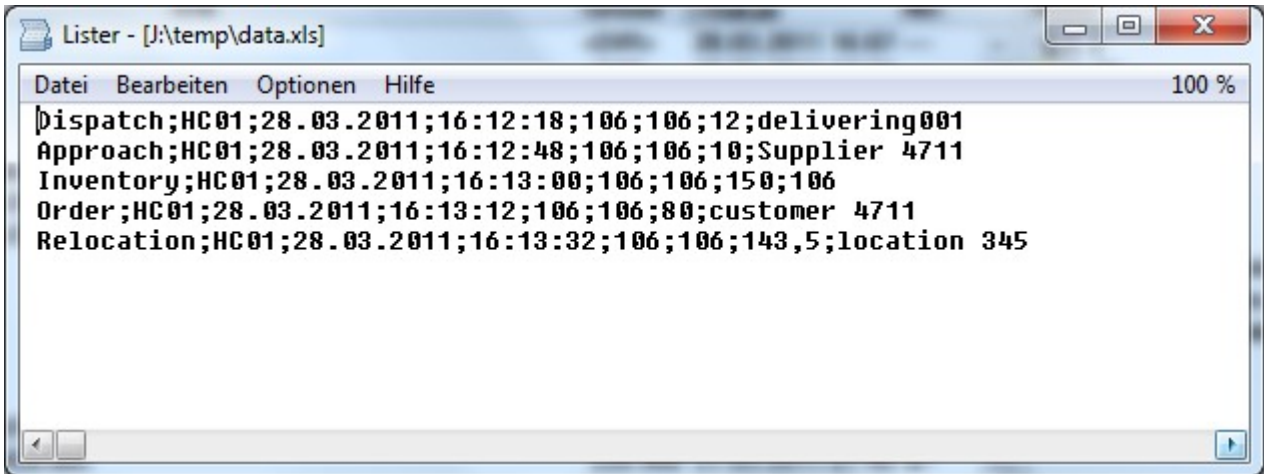 Lister - [J:\temp\data.xls]
Datei Bearbeiten Optionen Hilfe 100 %
Dispatch;HC01;28.03.2011;16:12:18;106;106;12;delivering001
Approach;HC01;28.03.2011;16:12:48;106;106;10;Supplier 4711
Inventory;HC01;28.03.2011;16:13:00;106;106;150;106
Order;HC01;28.03.2011;16:13:12;106;106;80;customer 4711
Relocation;HC01;28.03.2011;16:13:32;106;106;143,5;location 345